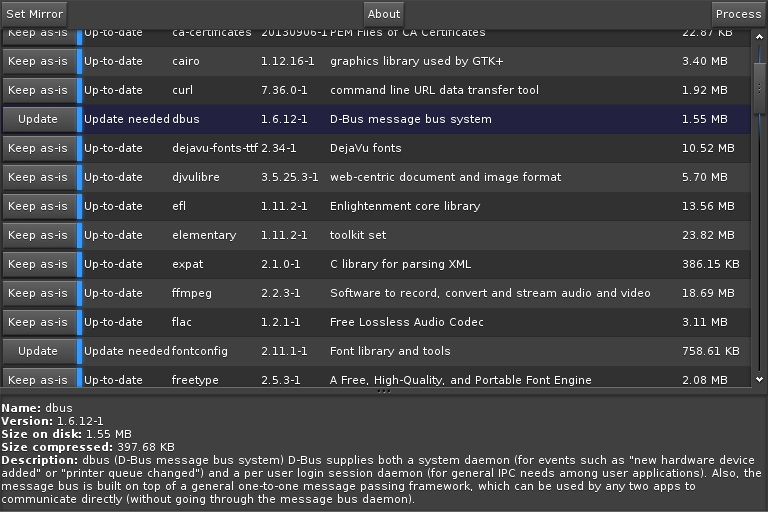 Set Mirror About Process
Keep as-is Up-to-date ca-certificates 20130906-1 PEM Files of CA Certificates 22.87 KB
Keep as-is Up-to-date cairo 1.12.16-1 graphics library used by GTK+ 3.40 MB
Keep as-is Up-to-date curl 7.36.0-1 command line URL data transfer tool 1.92 MB
Update Update needed dbus 1.6.12-1 D-Bus message bus system 1.55 MB
Keep as-is Up-to-date dejavu-fonts-ttf 2.34-1 DejaVu fonts 10.52 MB
Keep as-is Up-to-date djvulibre 3.5.25.3-1 web-centric document and image format 5.70 MB
Keep as-is Up-to-date efl 1.11.2-1 Enlightenment core library 13.56 MB
Keep as-is Up-to-date elementary 1.11.2-1 toolkit set 23.82 MB
Keep as-is Up-to-date expat 2.1.0-1 C library for parsing XML 386.15 KB
Keep as-is Up-to-date ffmpeg 2.2.3-1 Software to record, convert and stream audio and video 18.69 MB
Keep as-is Up-to-date flac 1.2.1-1 Free Lossless Audio Codec 3.11 MB
Update Update needed fontconfig 2.11.1-1 Font library and tools 758.61 KB
Keep as-is Up-to-date freetype 2.5.3-1 A Free, High-Quality, and Portable Font Engine 2.08 MB
Name: dbus
Version: 1.6.12-1
Size on disk: 1.55 MB
Size compressed: 397.68 KB
Description: dbus (D-Bus message bus system) D-Bus supplies both a system daemon (for events such as "new hardware device
added" or "printer queue changed") and a per user login session daemon (for general IPC needs among user applications). Also, the
message bus is built on top of a general one-to-one message passing framework, which can be used by any two apps to
communicate directly (without going through the message bus daemon).